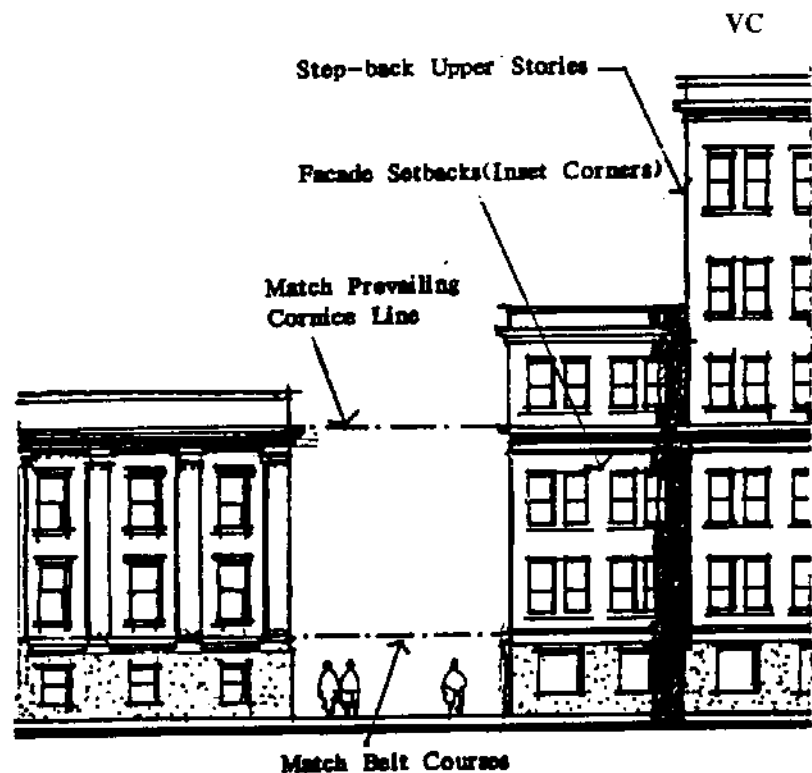 VC
Step-back Upper Stories
Facade Setbacks(Inset Corners)
Match Prevailing
Cornice Line
Match Belt Courses